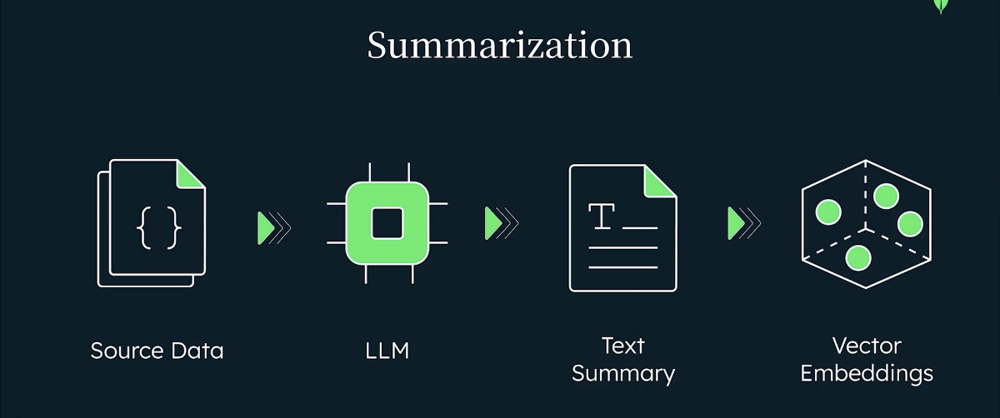 Summarization
{ }
T
Source Data
LLM
Text
Summary
Vector
Embeddings